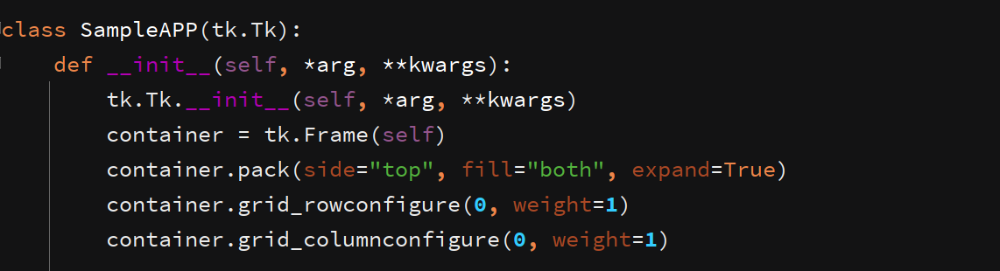 class SampleAPP(tk.Tk):
    def __init__(self, *arg, **kwargs):
        tk.Tk.__init__(self, *arg, **kwargs)
        container = tk.Frame(self)
        container.pack(side="top", fill="both", expand=True)
        container.grid_rowconfigure(0, weight=1)
        container.grid_columnconfigure(0, weight=1)